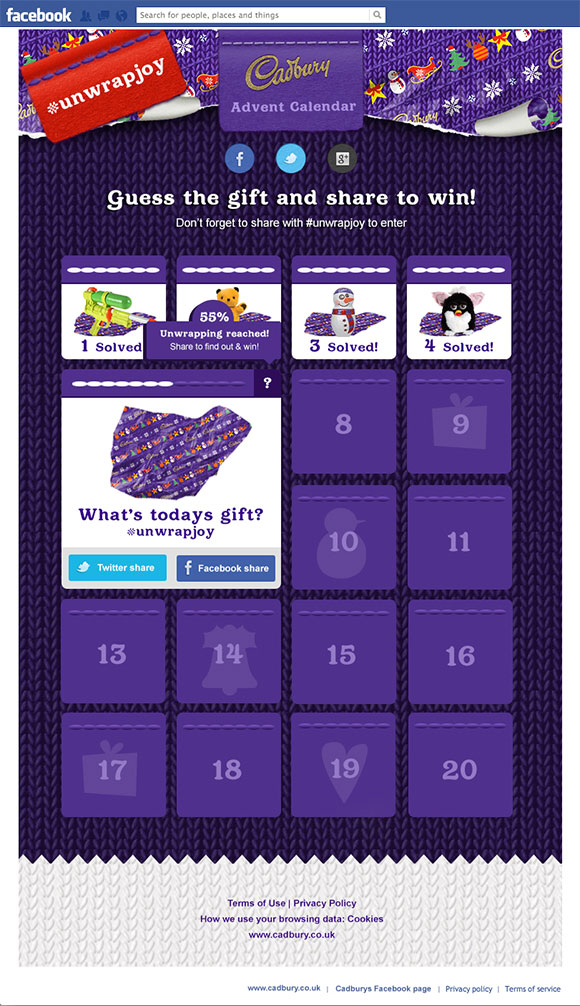 facebook
Search for people, places and things
#unwrapjoy
Cadbury
Advent Calendar
Cadbury
f
g+
Guess the gift and share to win!
Don't forget to share with #unwrapjoy to enter
1 Solved
55%
Unwrapping reached!
Share to find out & win!
3 Solved!
4 Solved!
?
What's todays gift?
#unwrapjoy
Twitter share
f Facebook share
8
9
10
11
13
14
15
16
17
18
19
20
Terms of Use | Privacy Policy
How we use your browsing data: Cookies
www.cadbury.co.uk
www.cadbury.co.uk | Cadburys Facebook page | Privacy policy | Terms of service